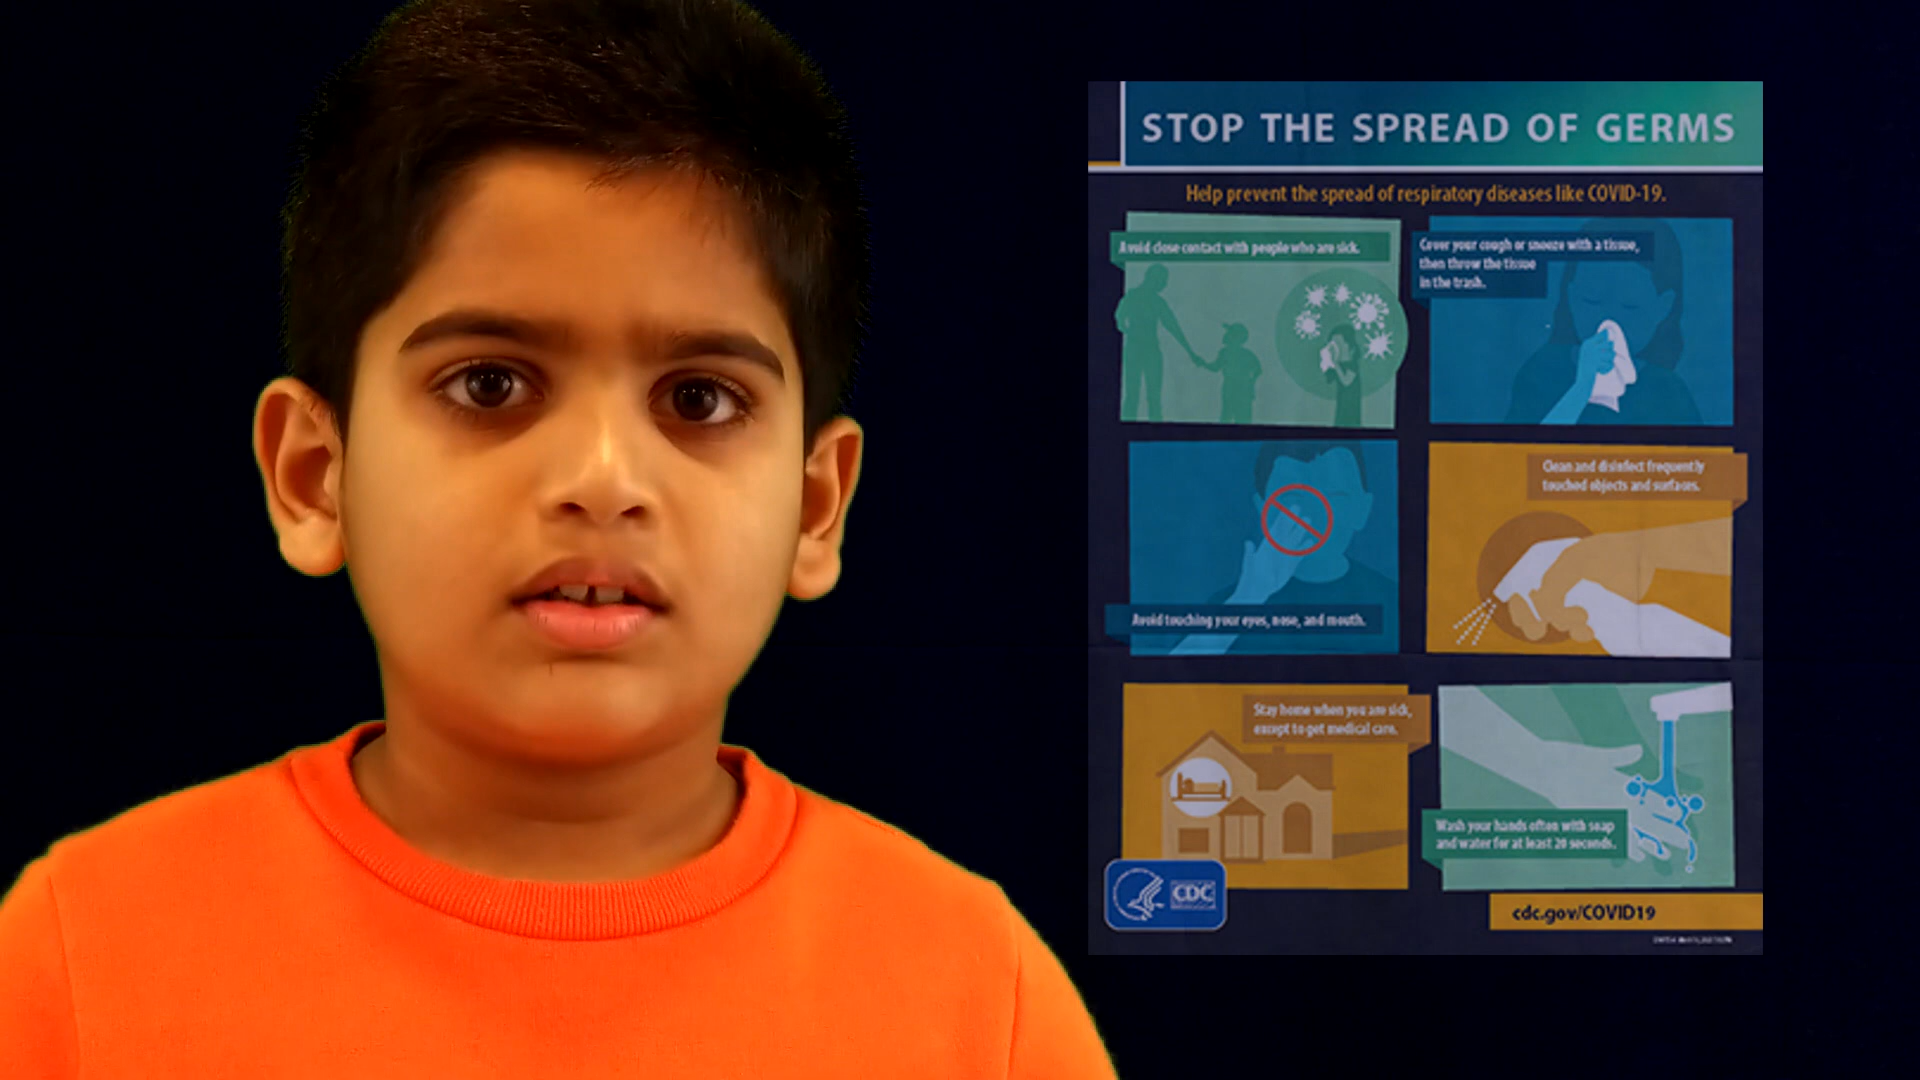 STOP THE SPREAD OF GERMS
Help prevent the spread of respiratory diseases like COVID-19.
Avoid close contact with people who are sick.
Cover your cough or sneeze with a tissue,
then throw the tissue
in the trash.
Avoid touching your eyes, nose, and mouth.
Clean and disinfect frequently
touched objects and surfaces.
Stay home when you are sick,
except to get medical care.
Wash your hands often with soap
and water for at least 20 seconds.
CDC
cdc.gov/COVID19